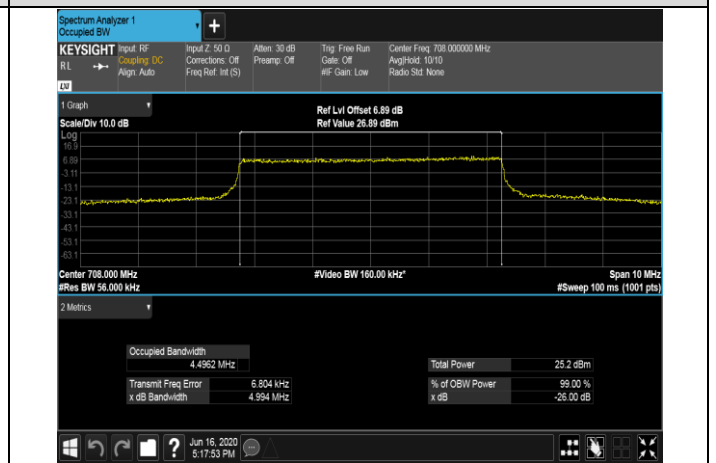 Spectrum Analyzer 1
Occupied BW
+
KEYSIGHT Input: RF Input Z: 50 Ω Atten: 30 dB Trig: Free Run Center Freq: 708.000000 MHz
RL Coupling: DC Corrections: Off Preamp: Off Gate: Off Avg|Hold: 10/10
Align: Auto Freq Ref: Int (S) #IF Gain: Low Radio Std: None
LXI
1 Graph
Ref Lvl Offset 6.89 dB
Scale/Div 10.0 dB Ref Value 26.89 dBm
Log
16.9
6.89
-3.11
-13.1
-23.1
-33.1
-43.1
-53.1
-63.1
Center 708.000 MHz #Video BW 160.00 kHz* Span 10 MHz
#Res BW 56.000 kHz #Sweep 100 ms (1001 pts)
2 Metrics
Occupied Bandwidth
4.4962 MHz Total Power 25.2 dBm
Transmit Freq Error 6.804 kHz % of OBW Power 99.00 %
x dB Bandwidth 4.994 MHz x dB -26.00 dB
? Jun 16, 2020
5:17:53 PM